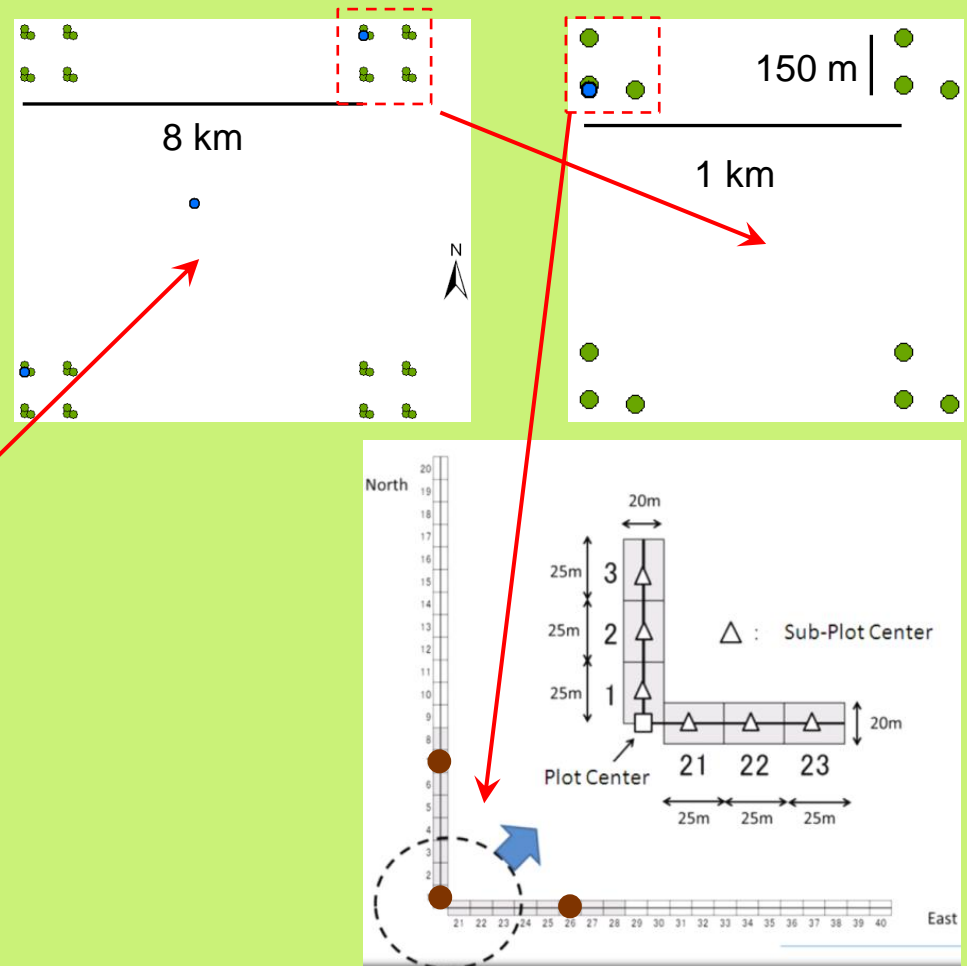 8 km
N
150 m
1 km
North
20
19
18
17
16
15
14
13
12
11
10
9
8
6
5
4
3
2
21 22 23 24 25 26 27 28 29 30 31 32 33 34 35 36 37 38 39 40
East
20m
25m 3
25m 2
25m 1
△ : Sub-Plot Center
20m
Plot Center
21 22 23
25m 25m 25m